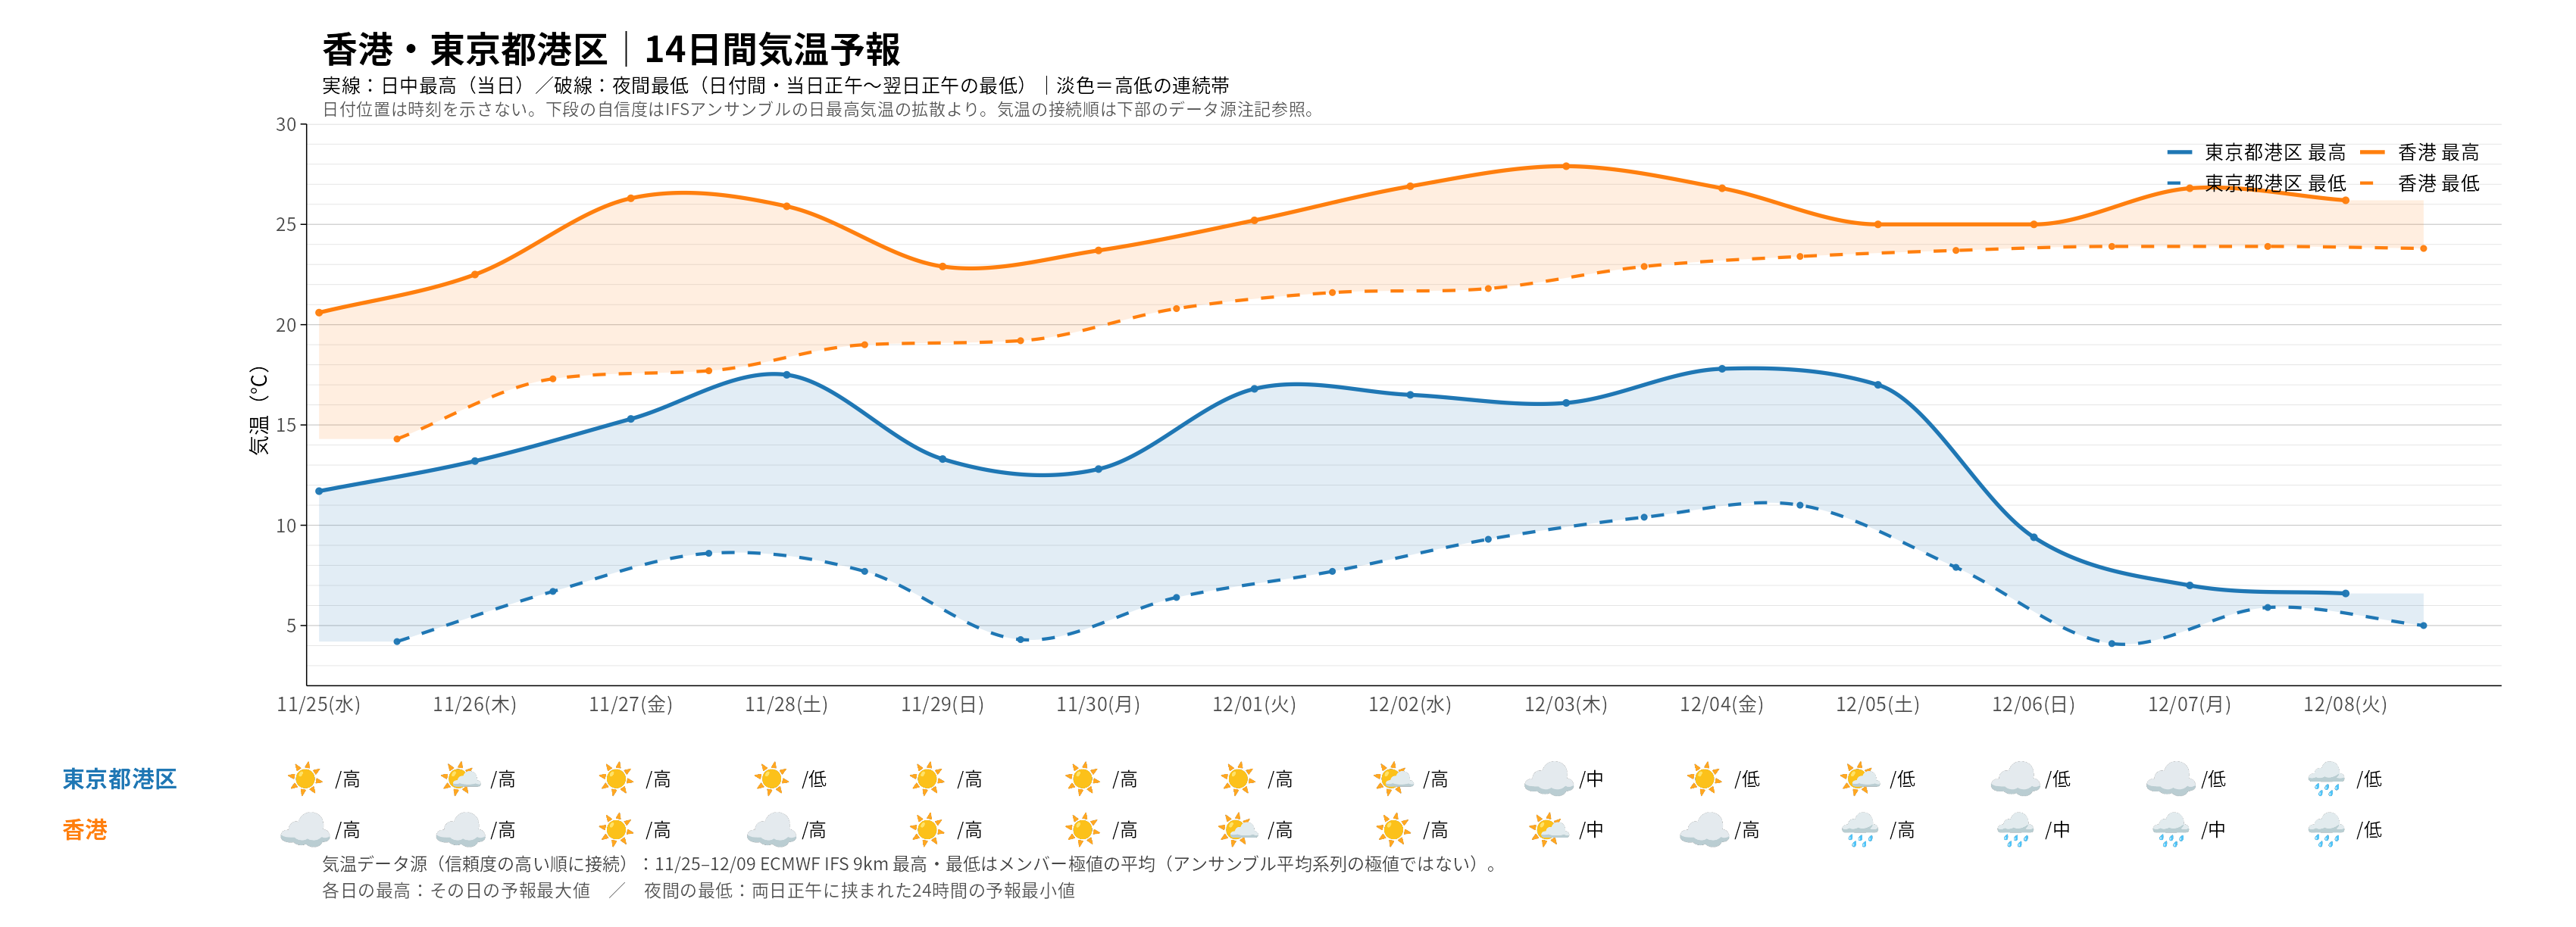 香港・東京都港区｜14日間気温予報
実線：日中最高（当日）／破線：夜間最低（日付間・当日正午～翌日正午の最低）｜淡色＝高低の連続帯
日付位置は時刻を示さない。下段の自信度はIFSアンサンブルの日最高気温の拡散より。気温の接続順は下部のデータ源注記参照。
東京都港区 最高 香港 最高
東京都港区 最低 香港 最低
気温（℃）
30
25
20
15
10
5
11/25(水) 11/26(木) 11/27(金) 11/28(土) 11/29(日) 11/30(月) 12/01(火) 12/02(水) 12/03(木) 12/04(金) 12/05(土) 12/06(日) 12/07(月) 12/08(火)
東京都港区 /高 /高 /高 /低 /高 /高 /高 /高 /中 /低 /低 /低 /低 /低
香港 /高 /高 /高 /高 /高 /高 /高 /高 /中 /高 /高 /中 /中 /低
気温データ源（信頼度の高い順に接続）：11/25–12/09 ECMWF IFS 9km 最高・最低はメンバー極値の平均（アンサンブル平均系列の極値ではない）。
各日の最高：その日の予報最大値　／　夜間の最低：両日正午に挟まれた24時間の予報最小値